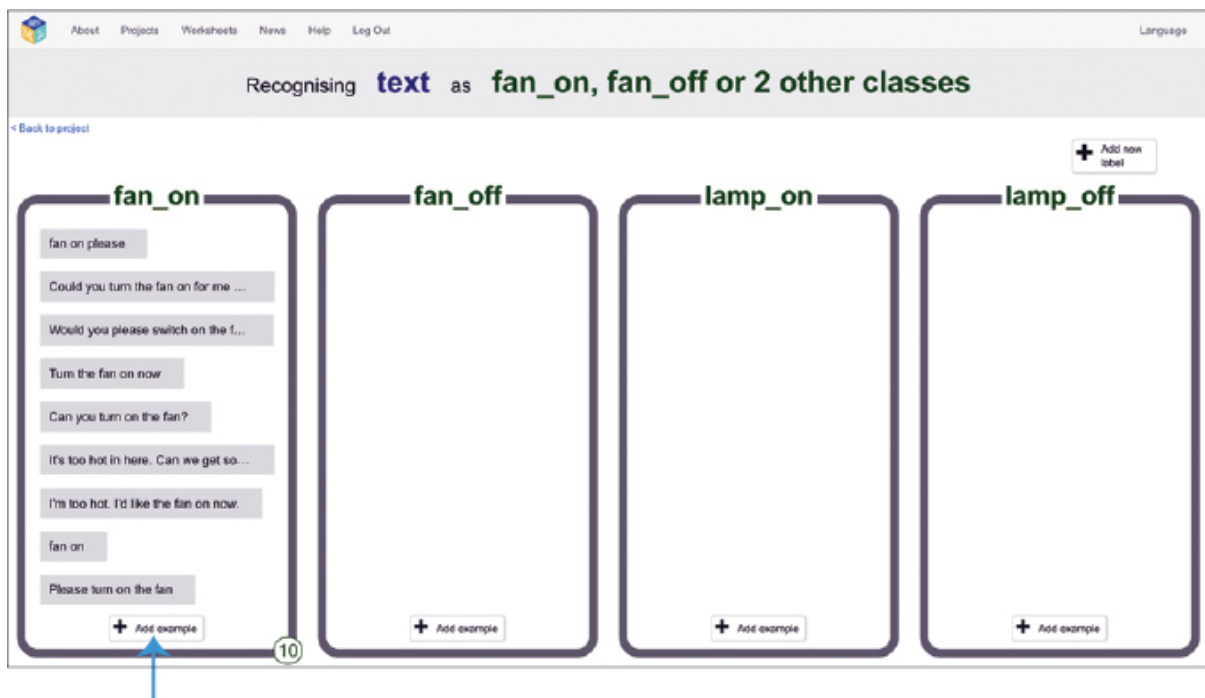 About Projects Worksheets News Help Log Out Language
Recognising text as fan_on, fan_off or 2 other classes
< Back to project
Add new
label
fan_on
fan on please
Could you turn the fan on for me ...
Would you please switch on the f...
Turn the fan on now
Can you turn on the fan?
It's too hot in here. Can we get so...
I'm too hot. I'd like the fan on now.
fan on
Please turn on the fan
Add example
10
fan_off
Add example
lamp_on
Add example
lamp_off
Add example